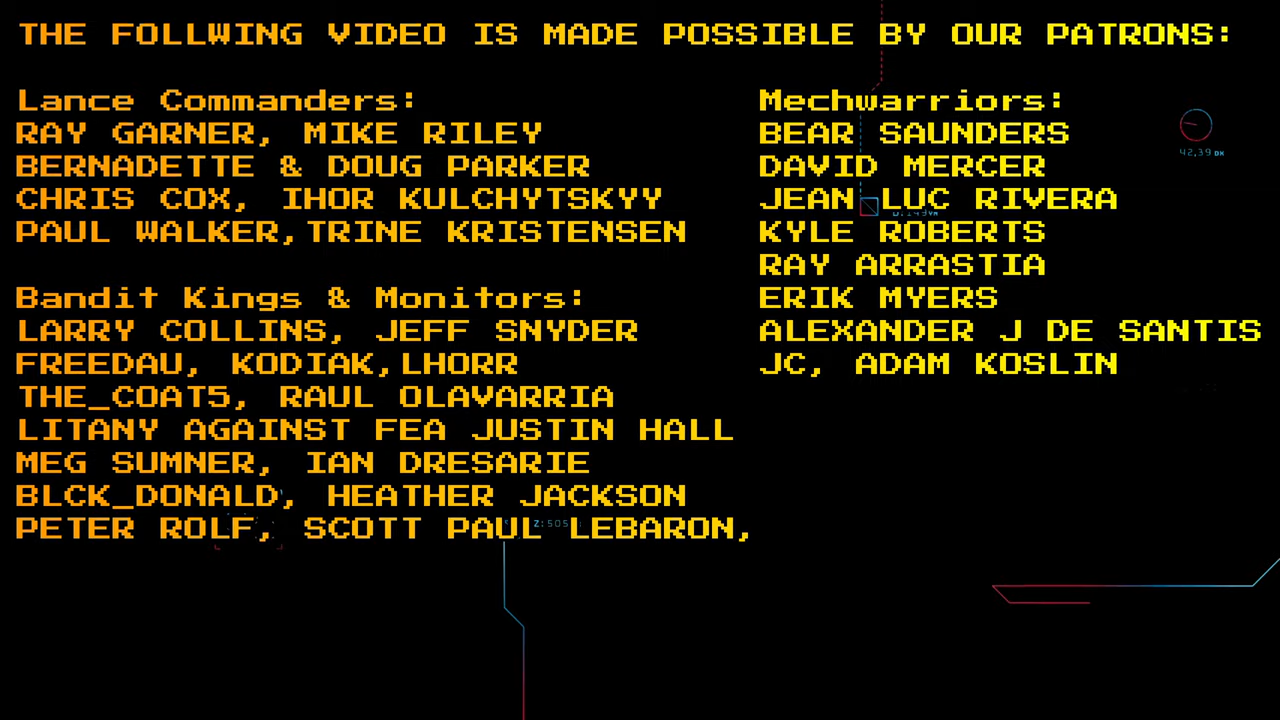 THE FOLLWING VIDEO IS MADE POSSIBLE BY OUR PATRONS:
Lance Commanders:
RAY GARNER, MIKE RILEY
BERNADETTE & DOUG PARKER
CHRIS COX, IHOR KULCHYTSKYY
PAUL WALKER,TRINE KRISTENSEN
Bandit Kings & Monitors:
LARRY COLLINS, JEFF SNYDER
FREEDAU, KODIAK,LHORR
THE_COAT5, RAUL OLAVARRIA
LITANY AGAINST FEA JUSTIN HALL
MEG SUMNER, IAN DRESARIE
BLCK_DONALD, HEATHER JACKSON
PETER ROLF, SCOTT PAUL LEBARON,
Mechwarriors:
BEAR SAUNDERS
DAVID MERCER
JEAN LUC RIVERA
KYLE ROBERTS
RAY ARRASTIA
ERIK MYERS
ALEXANDER J DE SANTIS
JC, ADAM KOSLIN
42,39
Z:505